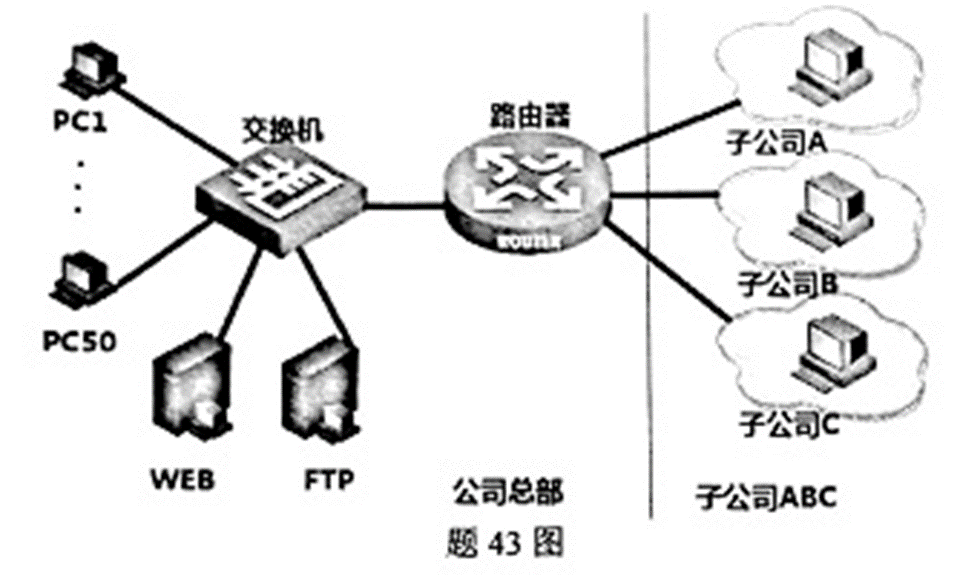 PC1
交换机
路由器
子公司A
子公司B
PC50
子公司C
WEB
FTP
公司总部
子公司ABC
题 43 图